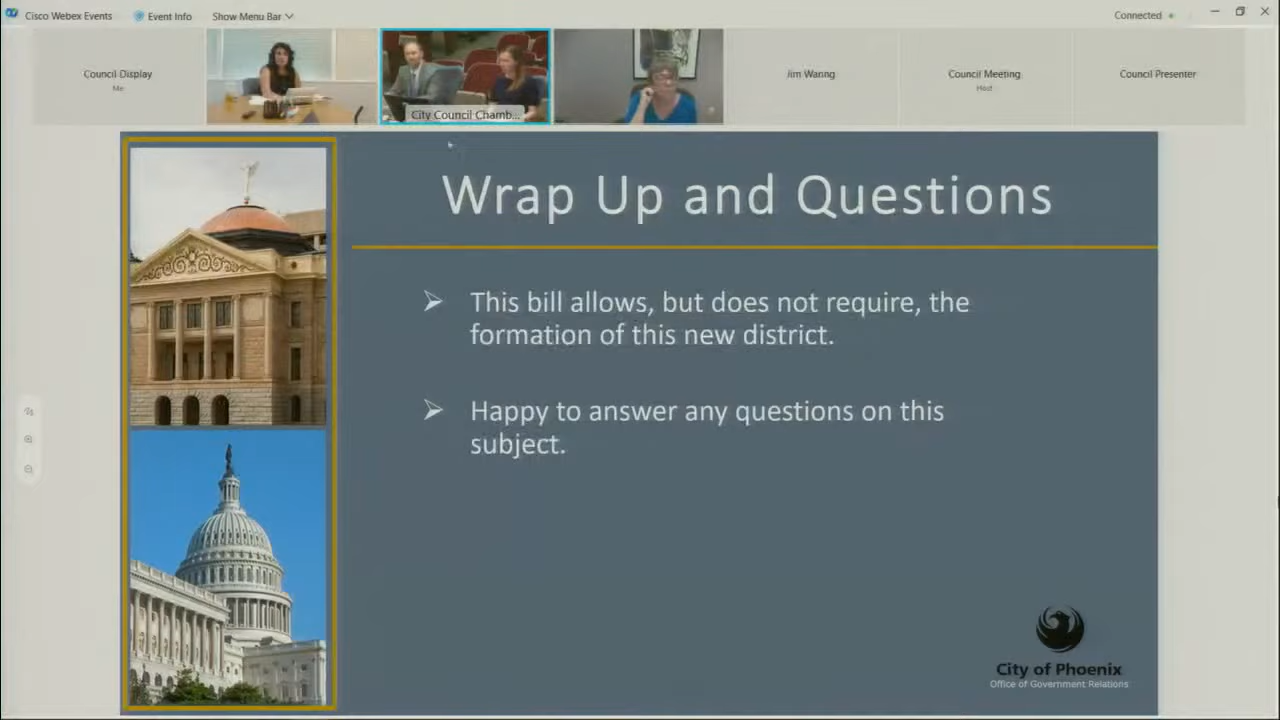 Cisco Webex Events
Event Info
Show Menu Bar
Connected
Council Display
Me
City Council Chamb...
Jim Waring
Council Meeting
Host
Council Presenter
Wrap Up and Questions
This bill allows, but does not require, the
formation of this new district.
Happy to answer any questions on this
subject.
City of Phoenix
Office of Government Relations